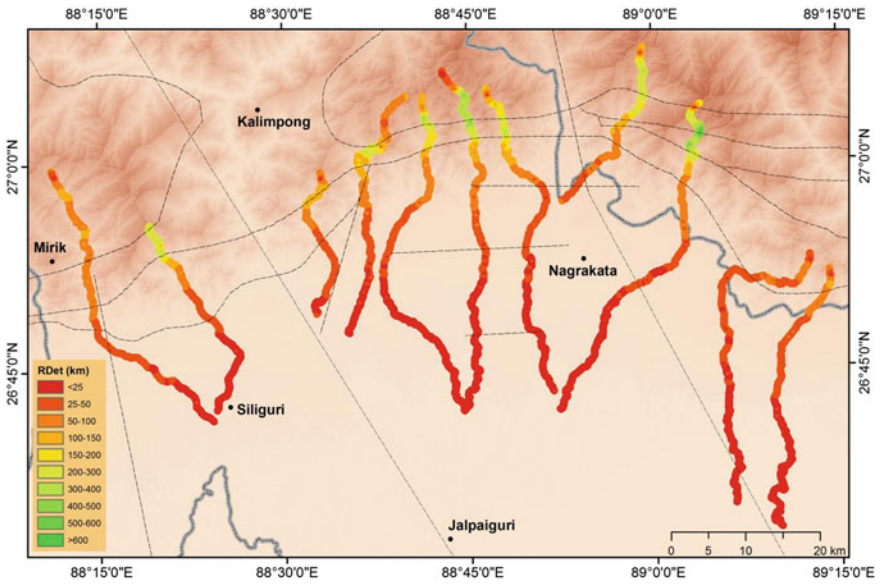 88°15'0"E 88°30'0"E 88°45'0"E 89°0'0"E 89°15'0"E
Kalimpong
27°0'0"N 27°0'0"N
Mirik
Nagrakata
26°45'0"N 26°45'0"N
RDet (km)
<25
25-50
50-100
100-150
150-200
200-300
300-400
400-500
500-600
>600
Siliguri
Jalpaiguri
0 5 10 20 km
88°15'0"E 88°30'0"E 88°45'0"E 89°0'0"E 89°15'0"E